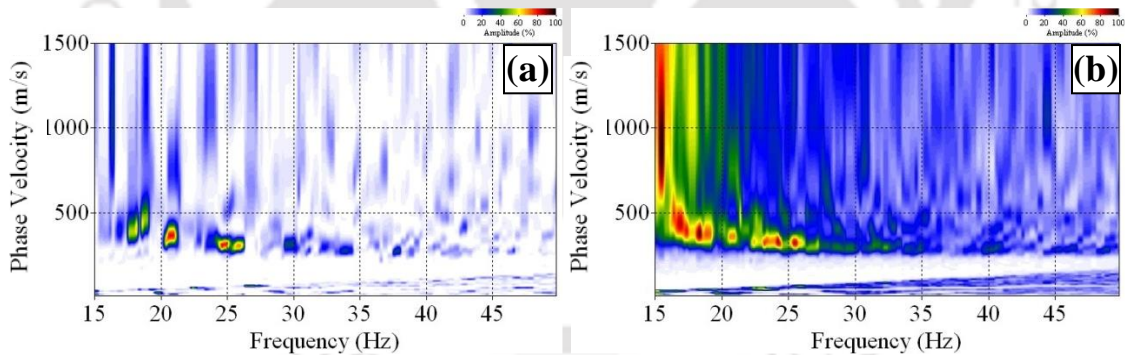 0 20 40 60 80 100
Amplitude (%)
(a)
1500
1000
500
Phase Velocity (m/s)
15 20 25 30 35 40 45
Frequency (Hz)
0 20 40 60 80 100
Amplitude (%)
(b)
1500
1000
500
Phase Velocity (m/s)
15 20 25 30 35 40 45
Frequency (Hz)